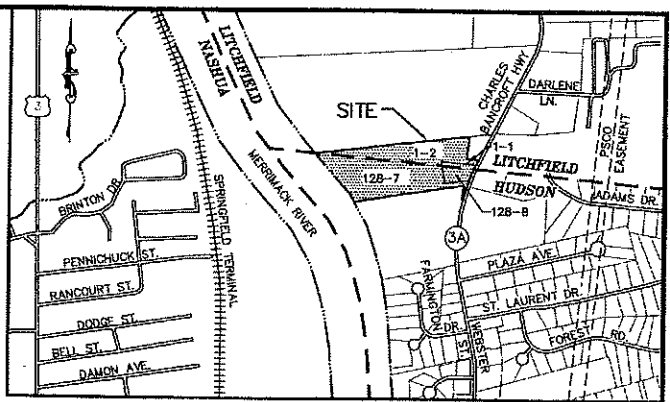 3
LITCHFIELD
NASHUA
SITE
CHARLES
BANCROFT HWY
DARLENE
LN.
1-1
1-2
LITCHFIELD
HUDSON
128-7
128-8
PSCO
EASEMENT
ADAMS DR.
3A
MERRIMACK RIVER
BRINTON DR.
SPRINGFIELD TERMINAL
PENNICHUCK ST.
RANCOURT ST.
DODGE ST.
BELL ST.
DAMON AVE.
PLAZA AVE.
FARMINGTON
DR.
ST. LAURENT DR.
WEBSTER
ST.
FOREST RD.